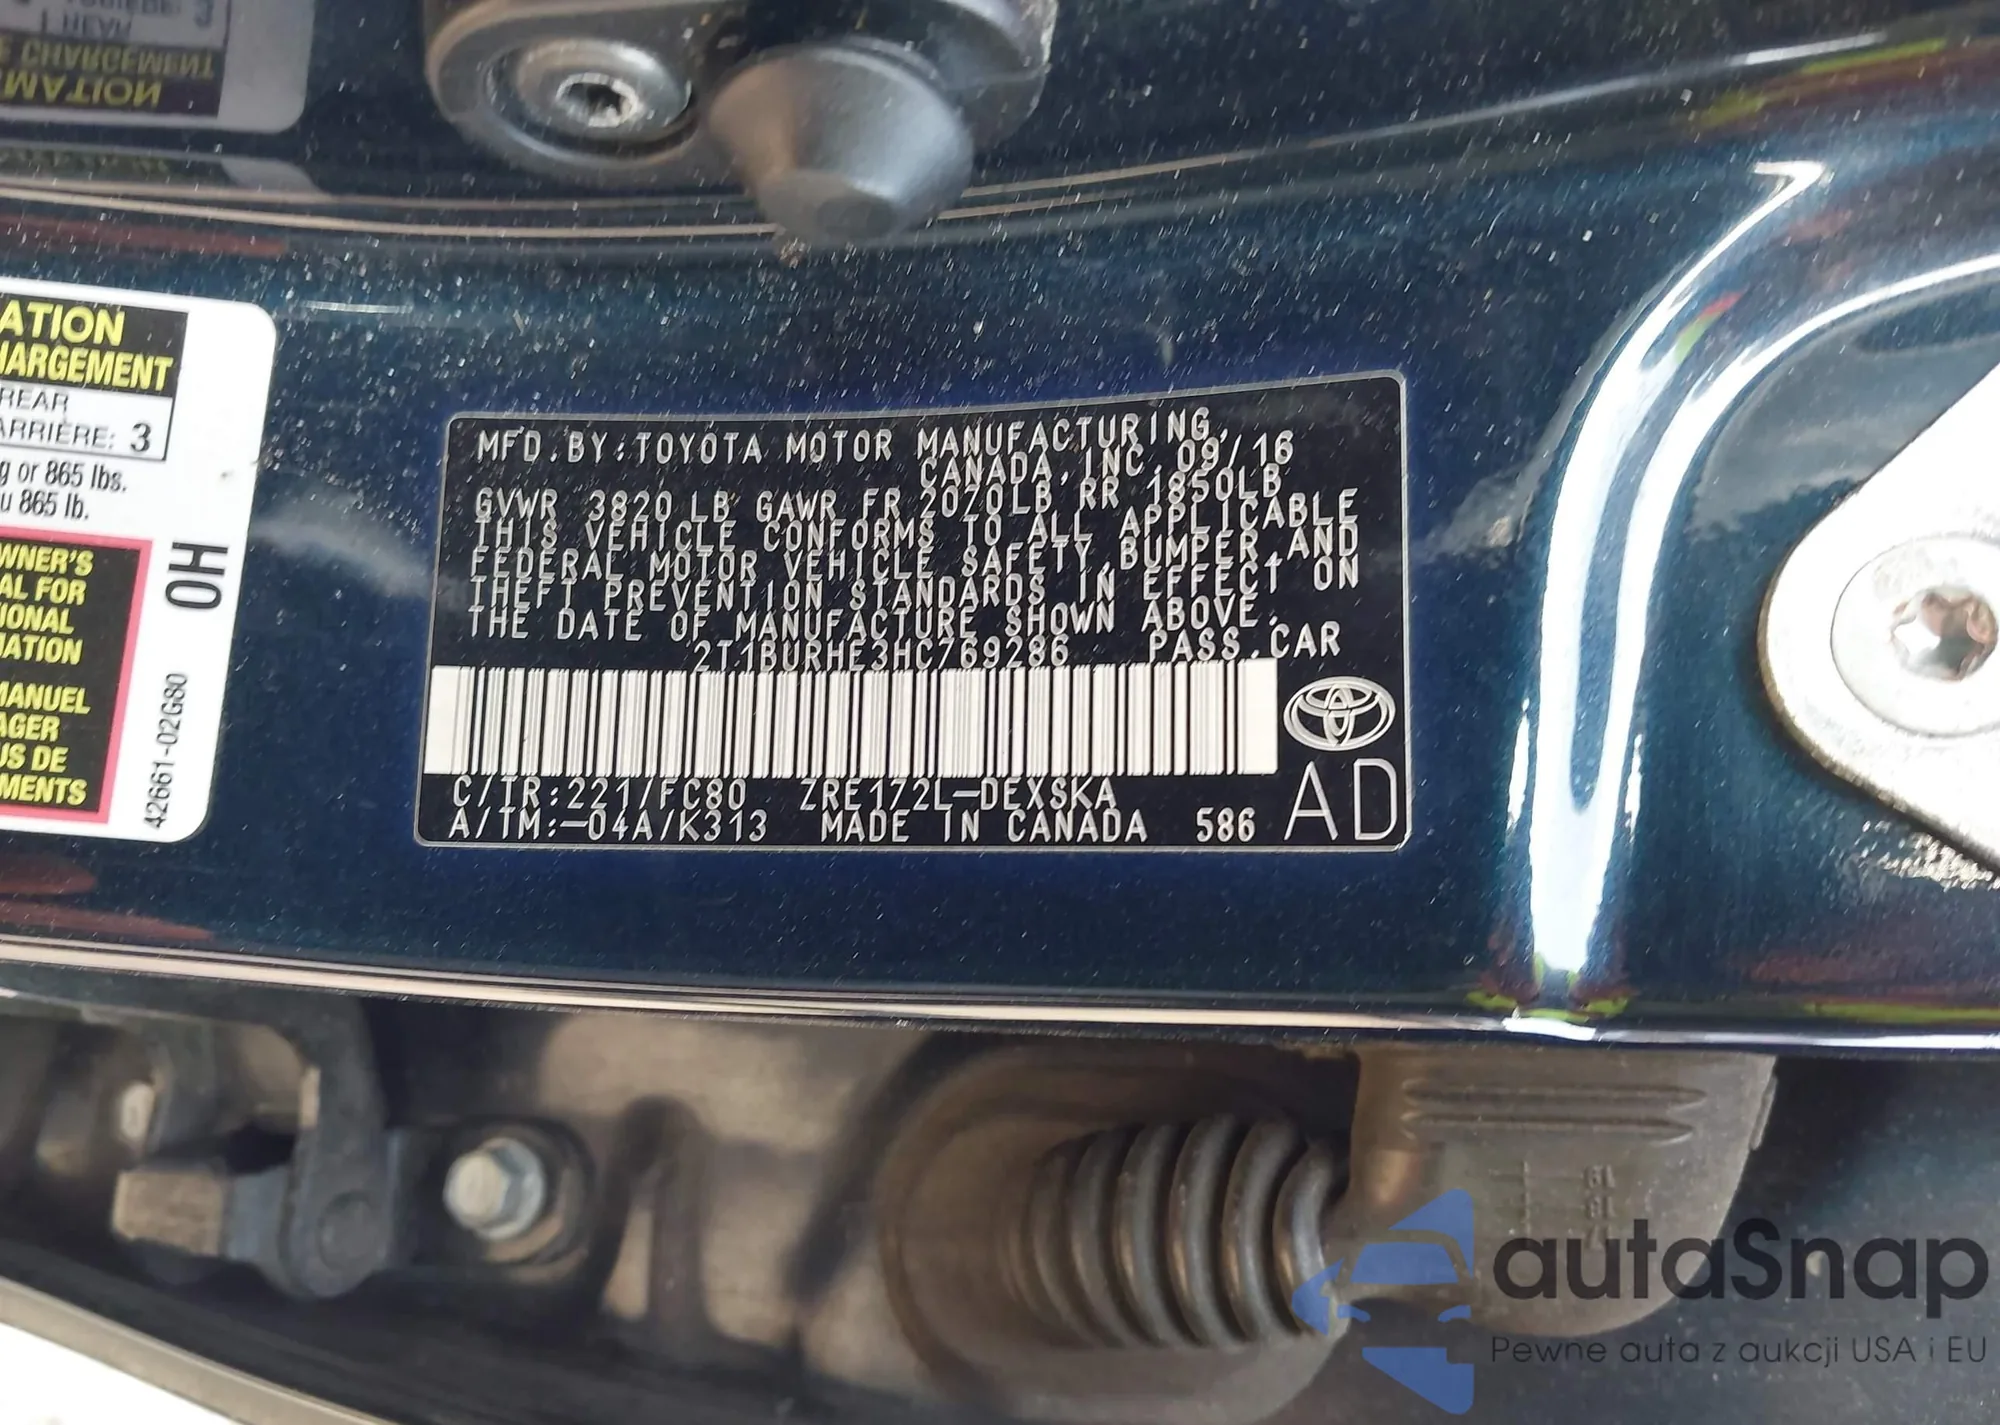 ATION
HARGEMENT
REAR
ARRIÈRE: 3
g or 865 lbs.
u 865 lb.
WNER'S
AL FOR
IONAL
MATION
MANUEL
AGER
US DE
MENTS
0H
42661-02G80
MFD.BY:TOYOTA MOTOR MANUFACTURING,
CANADA,INC. 09/16
GVWR 3820 LB GAWR FR 2070LB RR 1850LB
THIS VEHICLE CONFORMS TO ALL APPLICABLE
FEDERAL MOTOR VEHICLE SAFETY,BUMPER,AND
THEFT PREVENTION STANDARDS IN EFFECT ON
THE DATE OF MANUFACTURE SHOWN ABOVE.
2T1BURHE3HC769286 PASS.CAR
C/TR:221/FC80 ZRE172L-DEXSKA
A/TM:-04A/K313 MADE IN CANADA 586 AD
autaSnap
Pewne auta z aukcji USA i EU